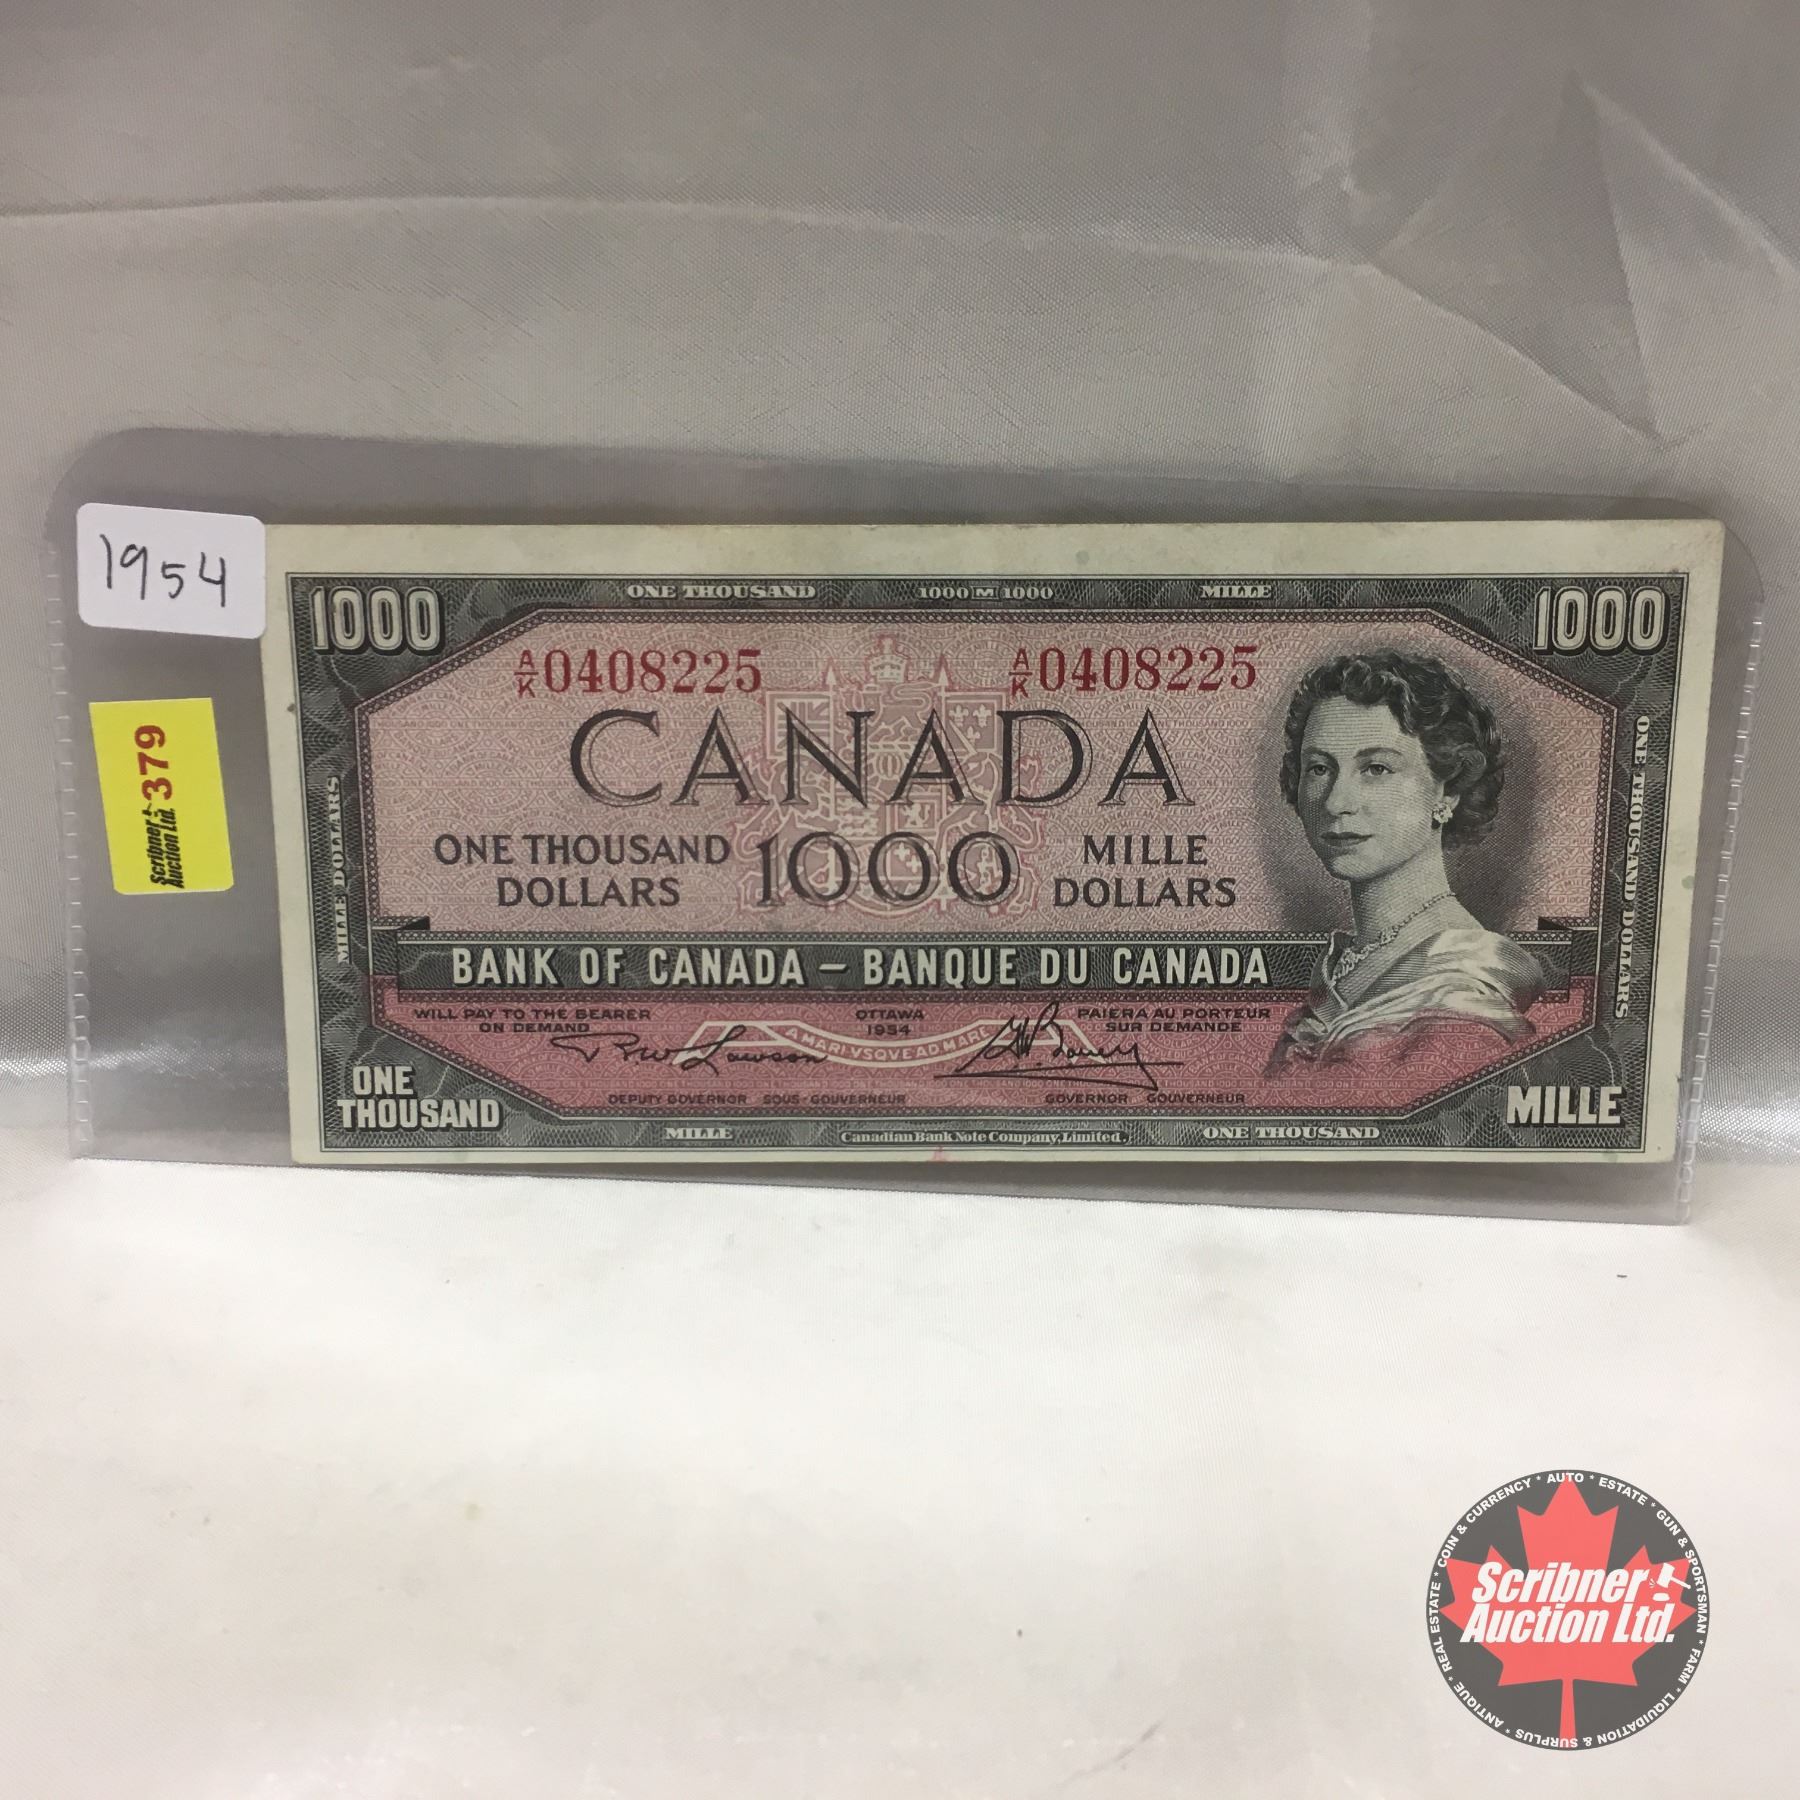 1954
Scribner
Auction Ltd.
379
1000
ONE THOUSAND
1000 M 1000
MILLE
1000
A/K 0408225
A/K 0408225
CANADA
ONE THOUSAND
DOLLARS
1000
MILLE
DOLLARS
MILLE DOLLARS
ONE THOUSAND DOLLARS
BANK OF CANADA – BANQUE DU CANADA
WILL PAY TO THE BEARER
ON DEMAND
OTTAWA
1954
PAIERA AU PORTEUR
SUR DEMANDE
R.W. Lawson
A MARI VSQVE AD MARE
G.K. Bouey
DEPUTY GOVERNOR SOUS-GOUVERNEUR
GOVERNOR GOUVERNEUR
ONE
THOUSAND
MILLE
MILLE
Canadian Bank Note Company, Limited.
ONE THOUSAND
ANTIQUE * REAL ESTATE * COIN & CURRENCY * AUTO * ESTATE * GUN & SPORTSMAN * FARM * LIQUIDATION & SURPLUS *
Scribner
Auction Ltd.